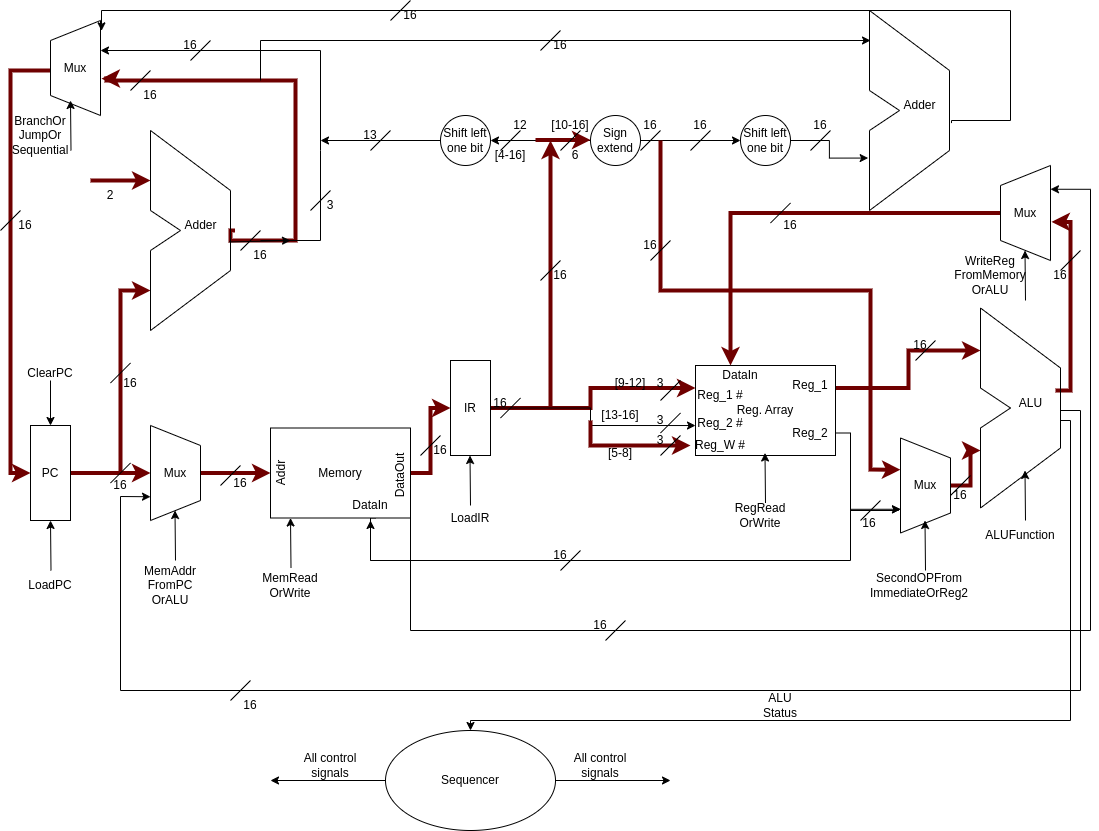 16
16
16
Mux
16
Adder
BranchOr
JumpOr
Sequential
13
Shift left
one bit
12
[4-16]
[10-16]
6
Sign
extend
16
16
Shift left
one bit
16
2
3
16
Adder
16
16
16
16
Mux
WriteReg
FromMemory
OrALU
16
16
ClearPC
16
PC
LoadPC
16
Mux
MemAddr
FromPC
OrALU
16
Addr
Memory
DataOut
DataIn
MemRead
OrWrite
16
IR
LoadIR
16
[9-12]
3
[13-16]
3
3
[5-8]
DataIn
Reg_1 #
Reg_1
Reg. Array
Reg_2 #
Reg_2
Reg_W #
RegRead
OrWrite
16
ALU
Mux
16
16
ALUFunction
SecondOPFrom
ImmediateOrReg2
16
16
16
ALU
Status
All control
signals
Sequencer
All control
signals